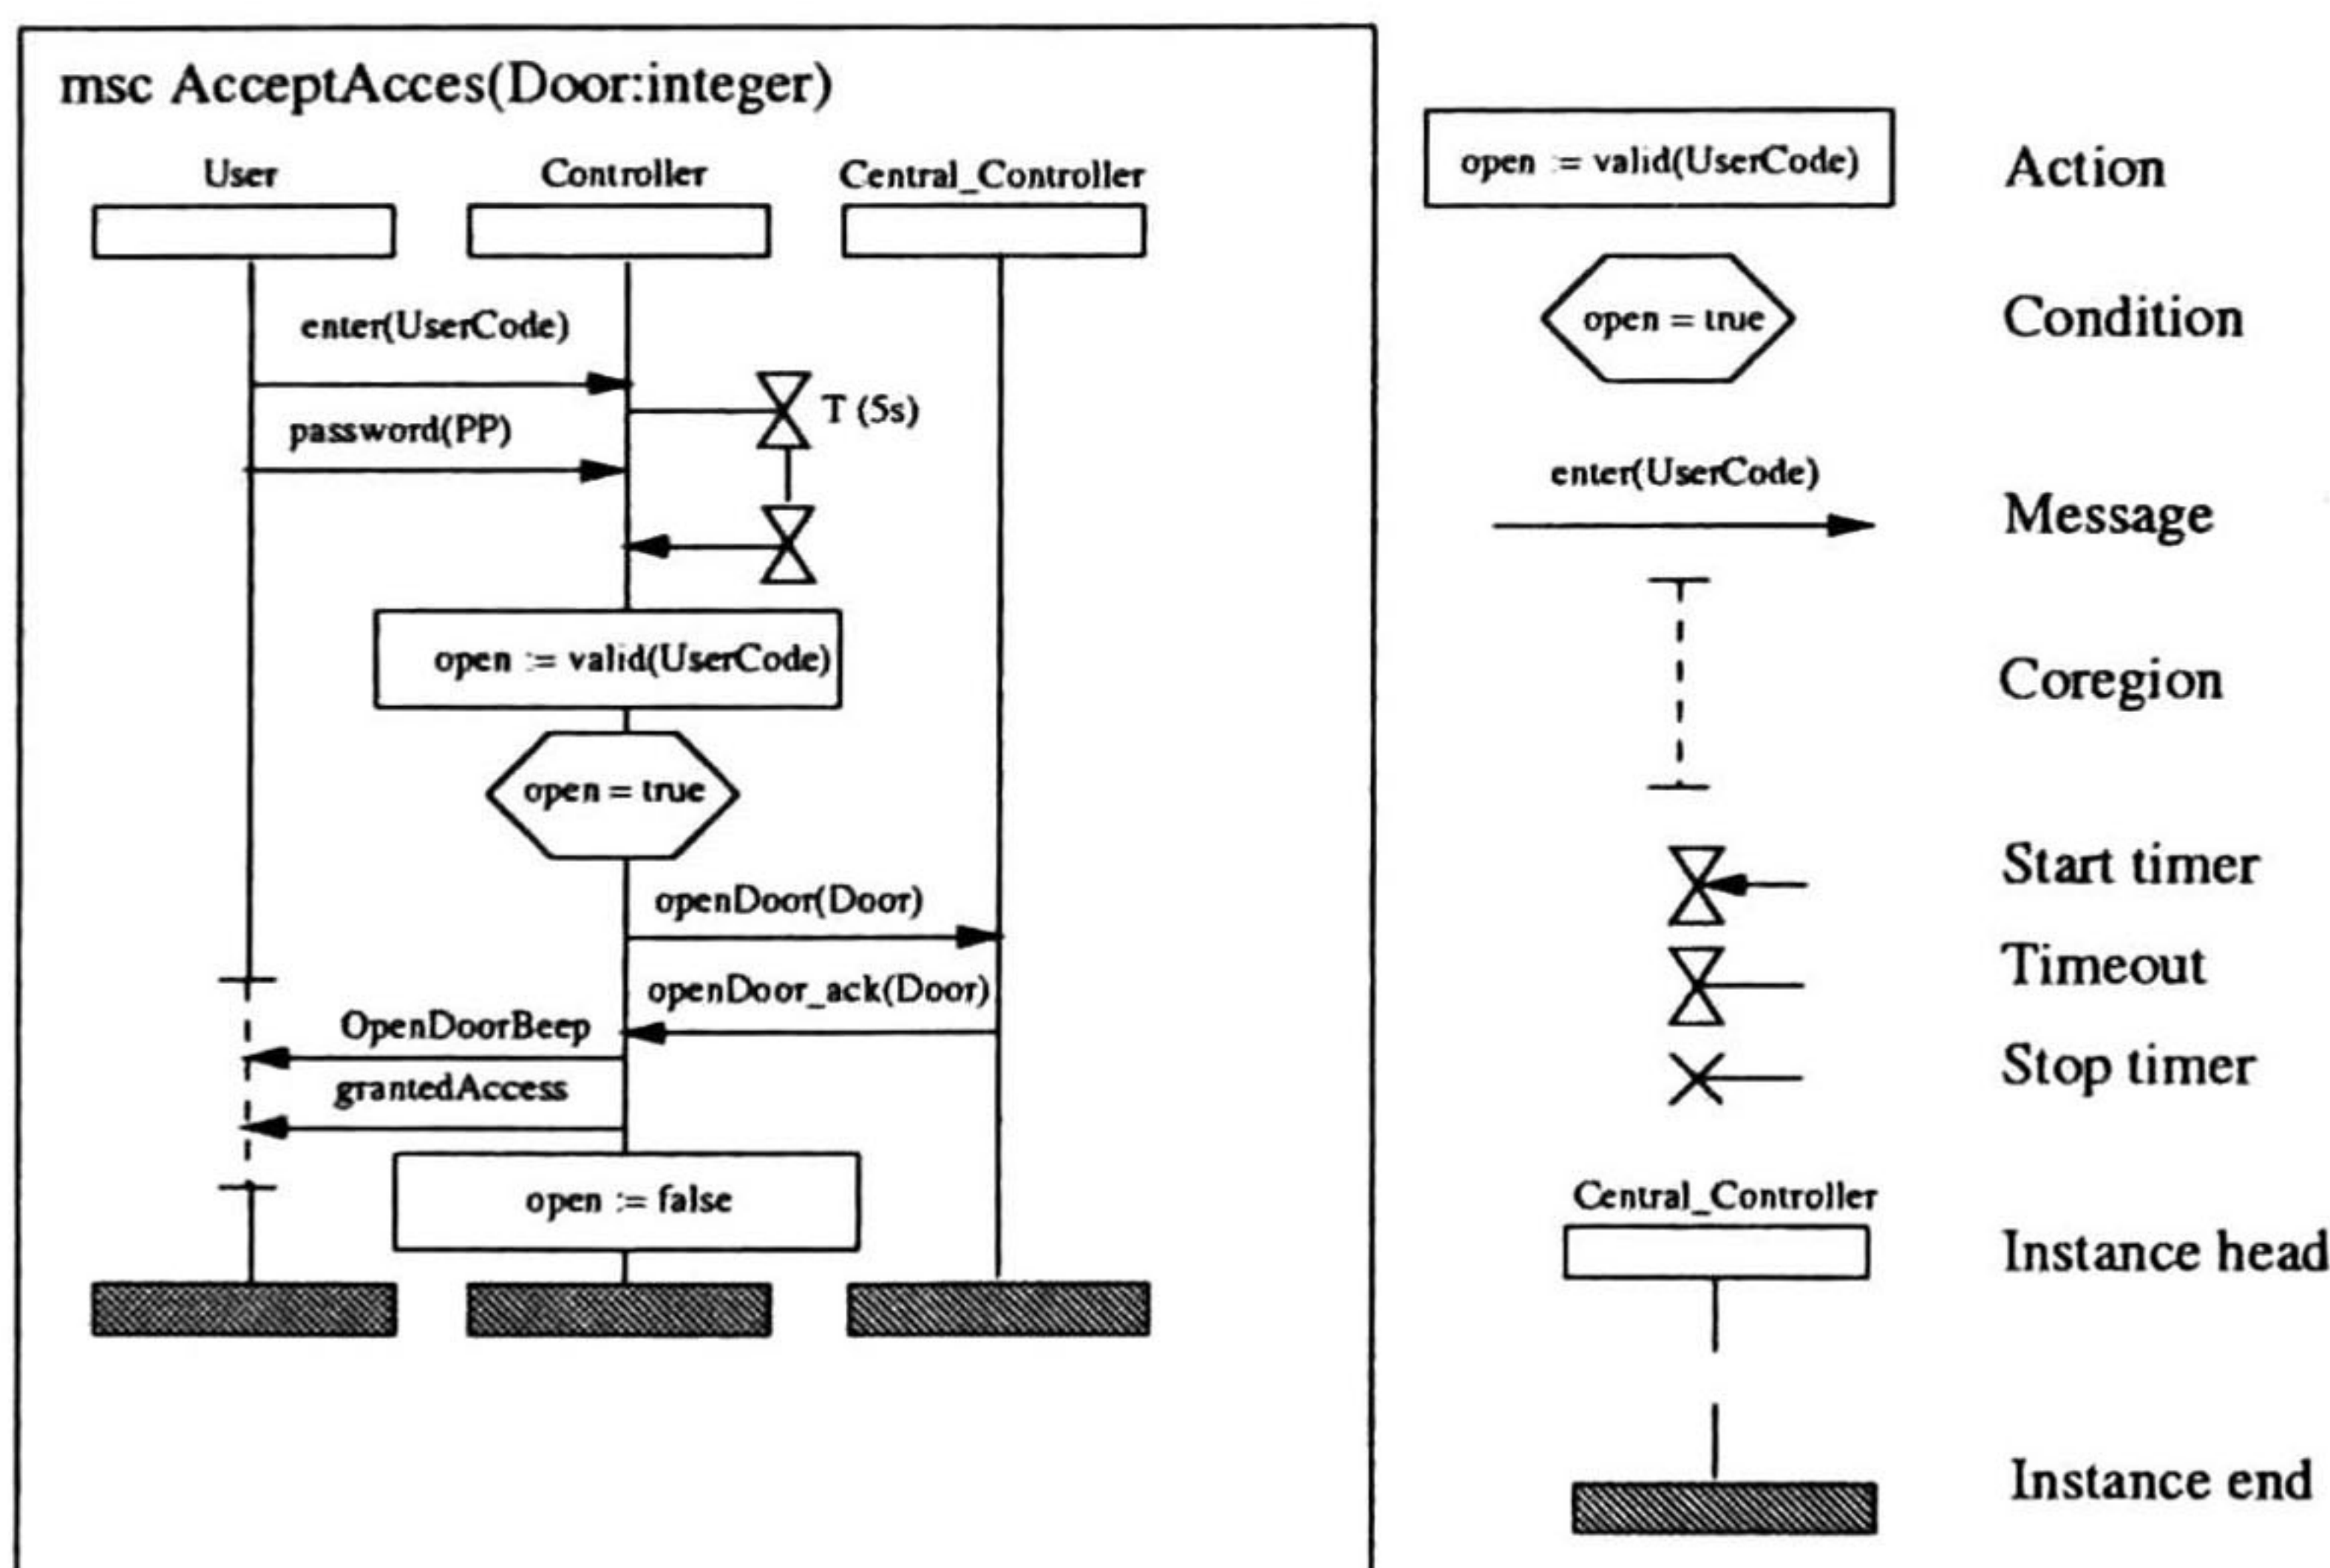 msc AcceptAcces(Door:integer)
User
Controller
Central_Controller
enter(UserCode)
T (5s)
password(PP)
open := valid(UserCode)
open = true
openDoor(Door)
openDoor_ack(Door)
OpenDoorBeep
grantedAccess
open := false
open := valid(UserCode)
Action
open = true
Condition
enter(UserCode)
Message
Coregion
Start timer
Timeout
Stop timer
Central_Controller
Instance head
Instance end